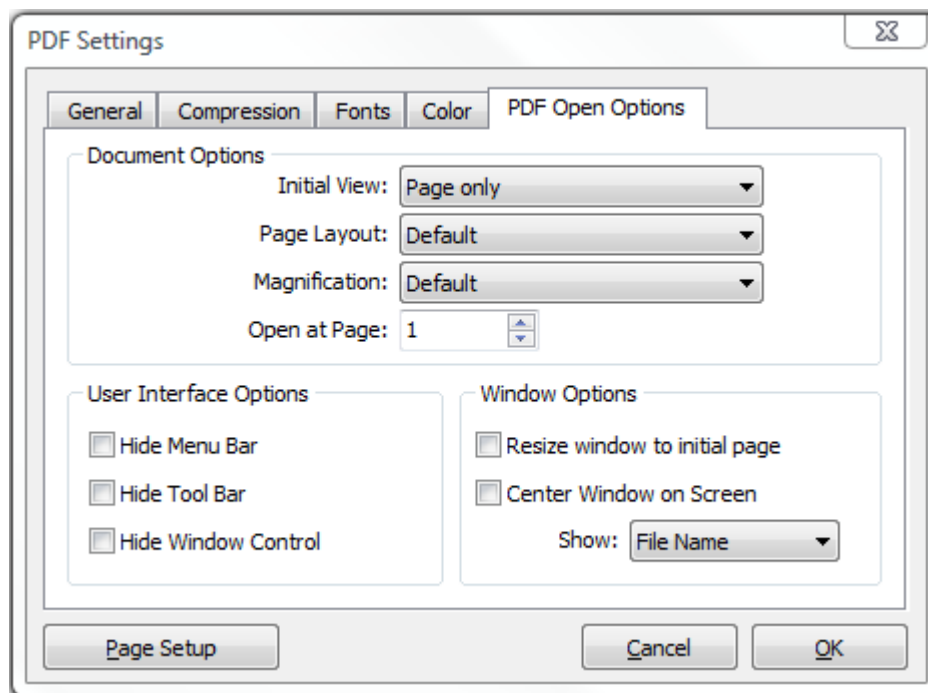 PDF Settings
General Compression Fonts Color PDF Open Options
Document Options
Initial View: Page only
Page Layout: Default
Magnification: Default
Open at Page: 1
User Interface Options
Hide Menu Bar
Hide Tool Bar
Hide Window Control
Window Options
Resize window to initial page
Center Window on Screen
Show: File Name
Page Setup Cancel OK